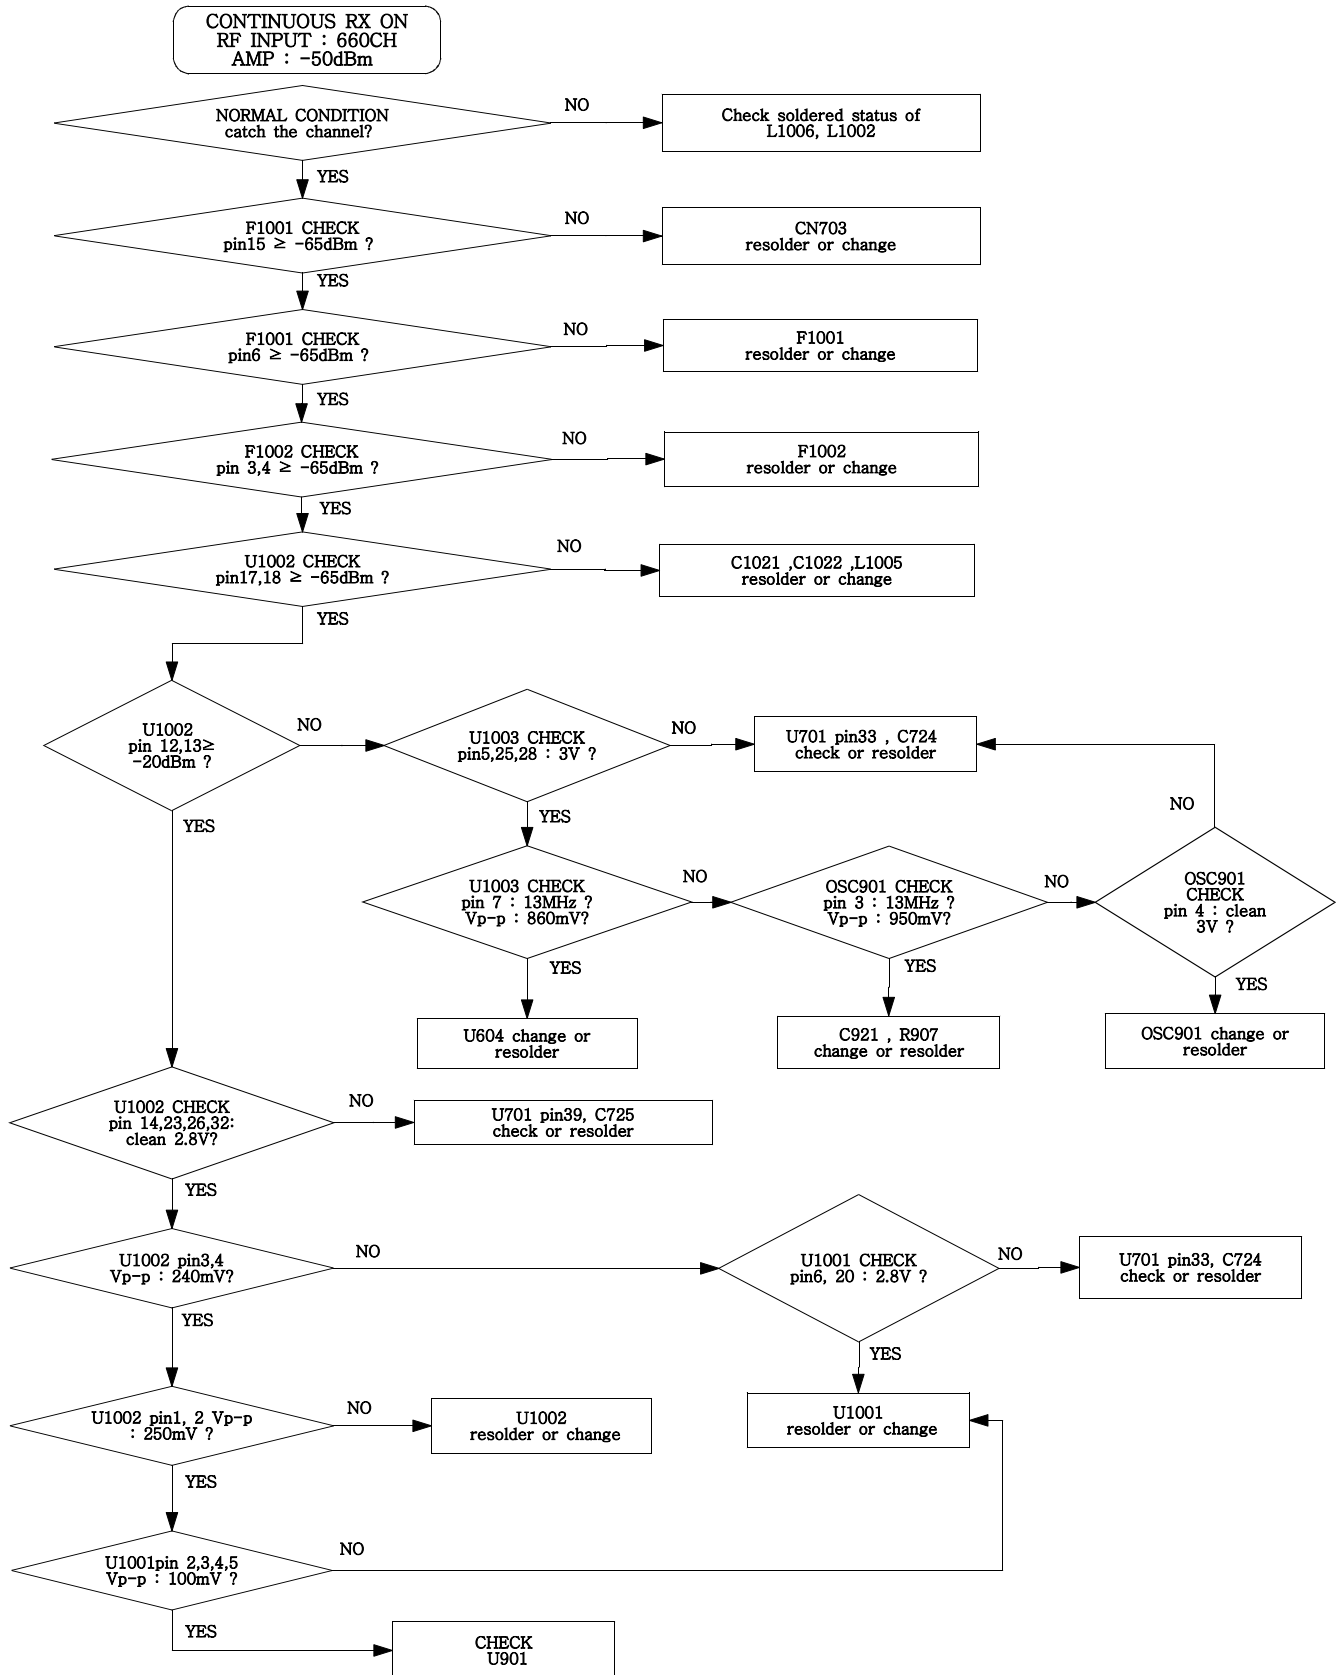 CONTINUOUS RX ON
RF INPUT : 660CH
AMP : -50dBm
NORMAL CONDITION
catch the channel?
NO
Check soldered status of
L1006, L1002
YES
F1001 CHECK
pin15 ≥ -65dBm ?
NO
CN703
resolder or change
YES
F1001 CHECK
pin6 ≥ -65dBm ?
NO
F1001
resolder or change
YES
F1002 CHECK
pin 3,4 ≥ -65dBm ?
NO
F1002
resolder or change
YES
U1002 CHECK
pin17,18 ≥ -65dBm ?
NO
C1021 ,C1022 ,L1005
resolder or change
YES
U1002
pin 12,13≥
-20dBm ?
NO
U1003 CHECK
pin5,25,28 : 3V ?
NO
U701 pin33 , C724
check or resolder
NO
YES
YES
U1003 CHECK
pin 7 : 13MHz ?
Vp-p : 860mV?
NO
OSC901 CHECK
pin 3 : 13MHz ?
Vp-p : 950mV?
NO
OSC901
CHECK
pin 4 : clean
3V ?
YES
YES
YES
U604 change or
resolder
C921 , R907
change or resolder
OSC901 change or
resolder
U1002 CHECK
pin 14,23,26,32:
clean 2.8V?
NO
U701 pin39, C725
check or resolder
YES
U1002 pin3,4
Vp-p : 240mV?
NO
U1001 CHECK
pin6, 20 : 2.8V ?
NO
U701 pin33, C724
check or resolder
YES
YES
U1002 pin1, 2 Vp-p
: 250mV ?
NO
U1002
resolder or change
U1001
resolder or change
YES
U1001pin 2,3,4,5
Vp-p : 100mV ?
NO
YES
CHECK
U901